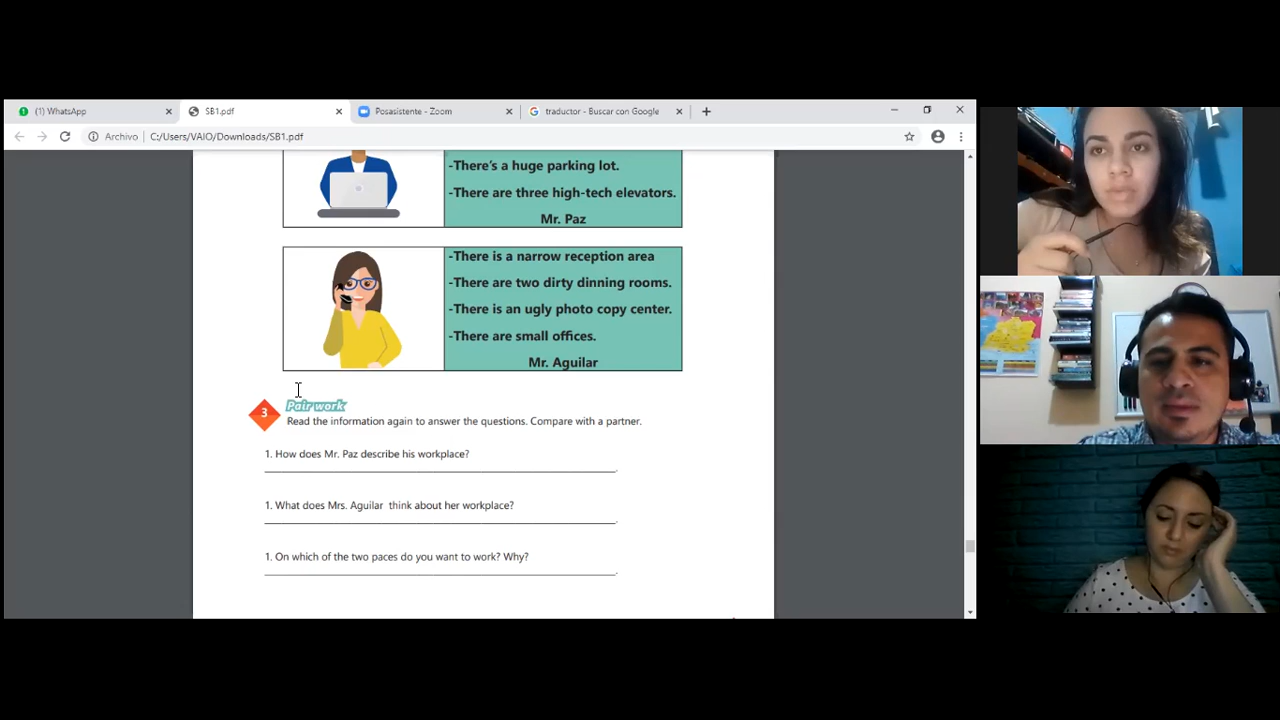 (1) WhatsApp
SB1.pdf
Posasistente - Zoom
traductor - Buscar con Google
Archivo
C:/Users/VAIO/Downloads/SB1.pdf
-There's a huge parking lot.
-There are three high-tech elevators.
Mr. Paz
-There is a narrow reception area
-There are two dirty dinning rooms.
-There is an ugly photo copy center.
-There are small offices.
Mr. Aguilar
3
Pair work
Read the information again to answer the questions. Compare with a partner.
1. How does Mr. Paz describe his workplace?
1. What does Mrs. Aguilar think about her workplace?
1. On which of the two paces do you want to work? Why?